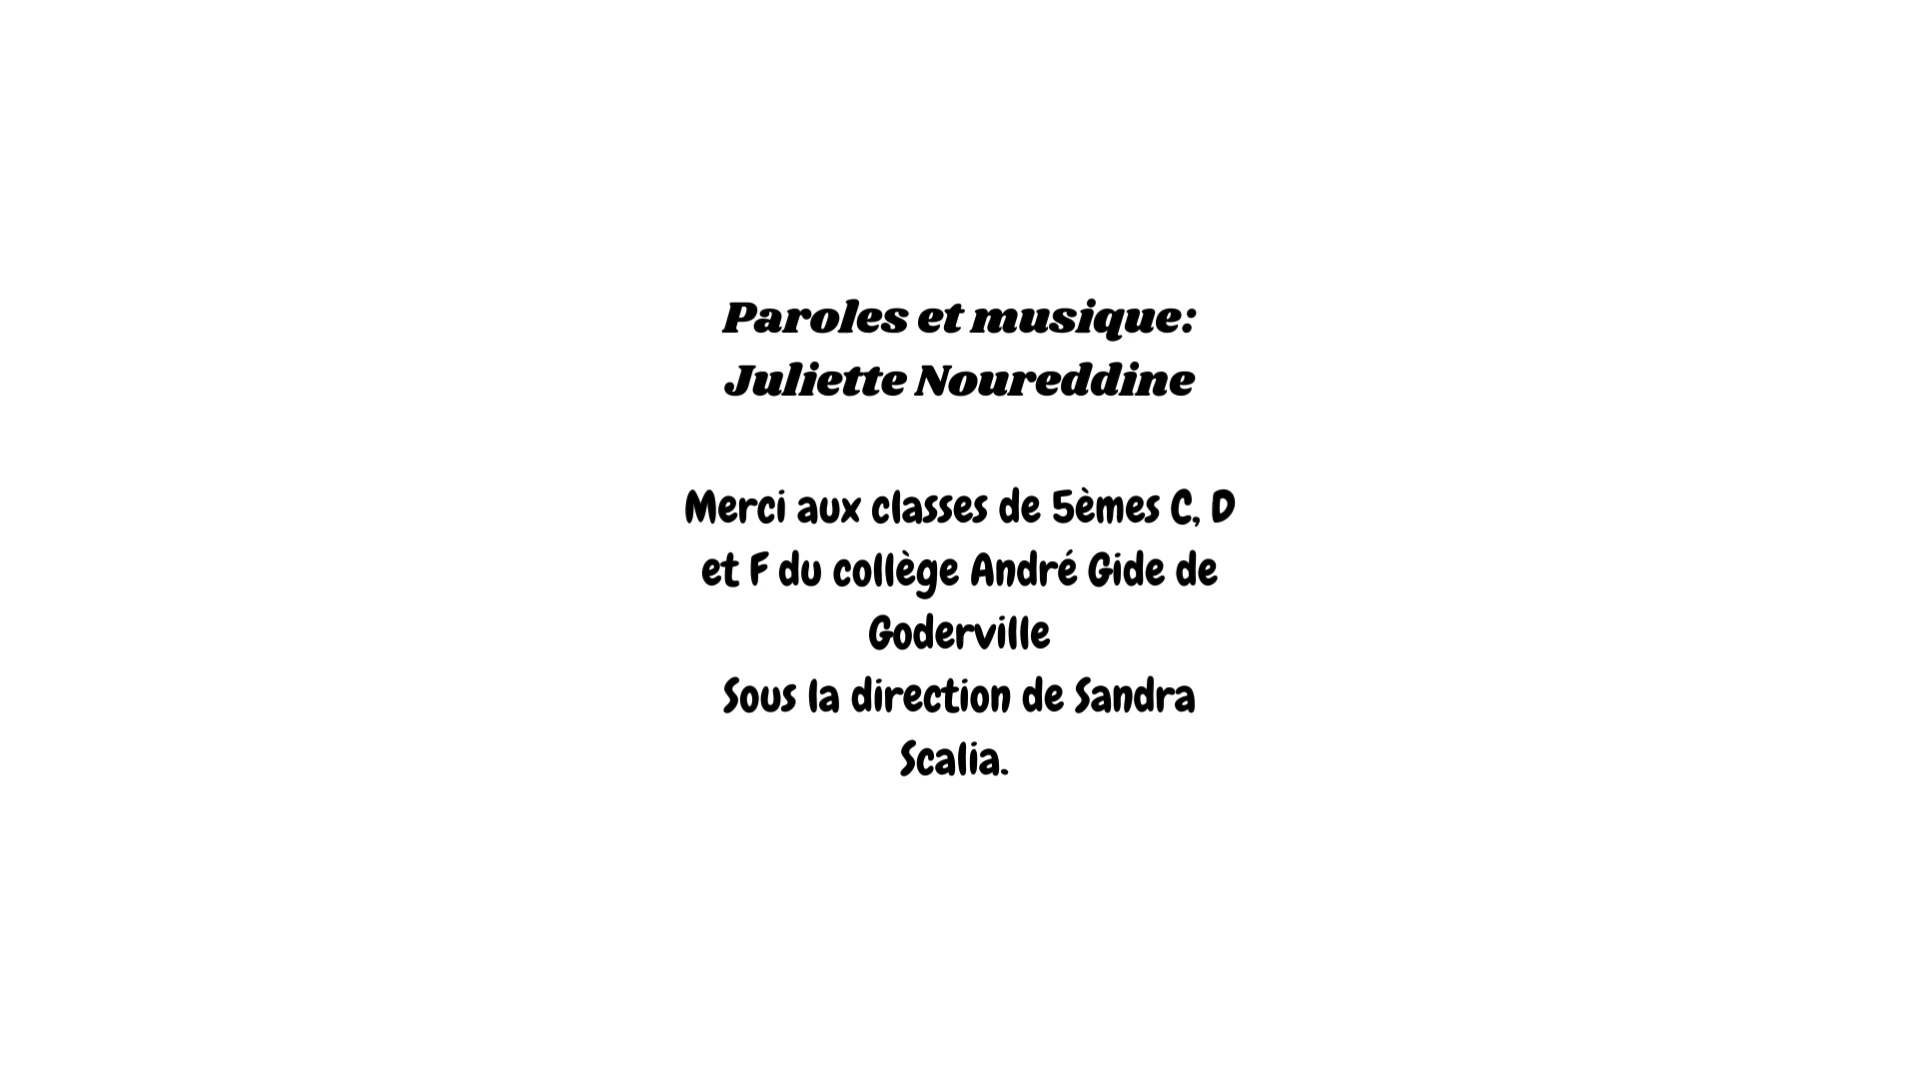 Paroles et musique:
Juliette Noureddine
Merci aux classes de 5èmes C, D
et F du collège André Gide de
Goderville
Sous la direction de Sandra
Scalia.